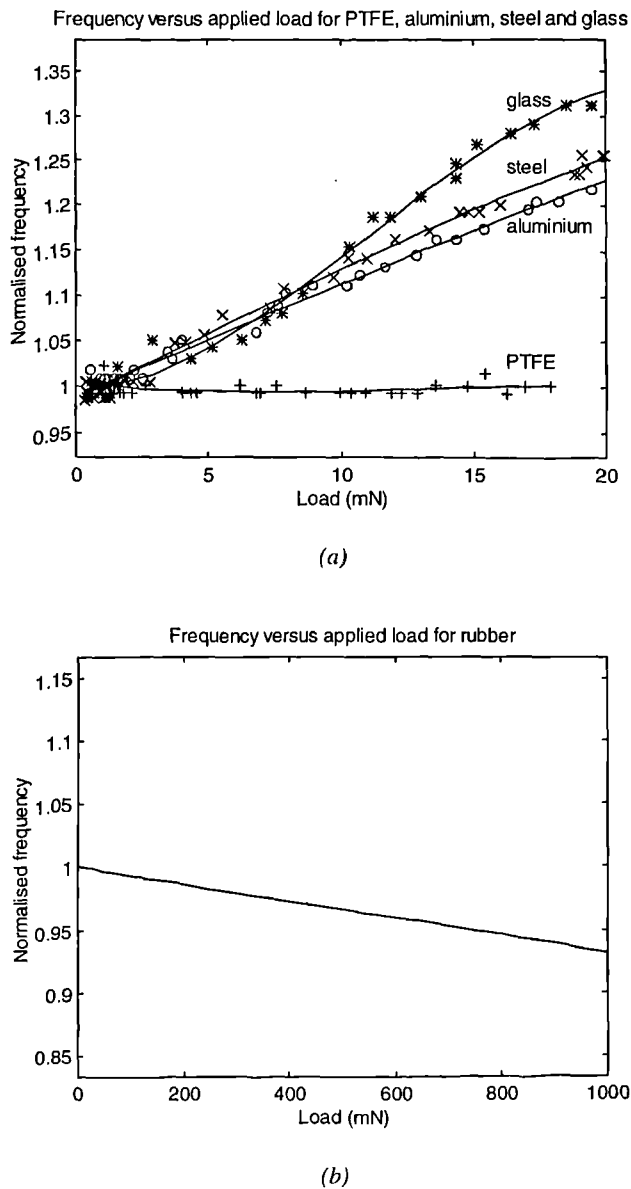 Frequency versus applied load for PTFE, aluminium, steel and glass
1.35
1.3
1.25
1.2
1.15
1.1
1.05
1
0.95
Normalised frequency
glass
steel
aluminium
PTFE
0
5
10
15
20
Load (mN)
(a)
Frequency versus applied load for rubber
1.15
1.1
1.05
1
0.95
0.9
0.85
Normalised frequency
0
200
400
600
800
1000
Load (mN)
(b)